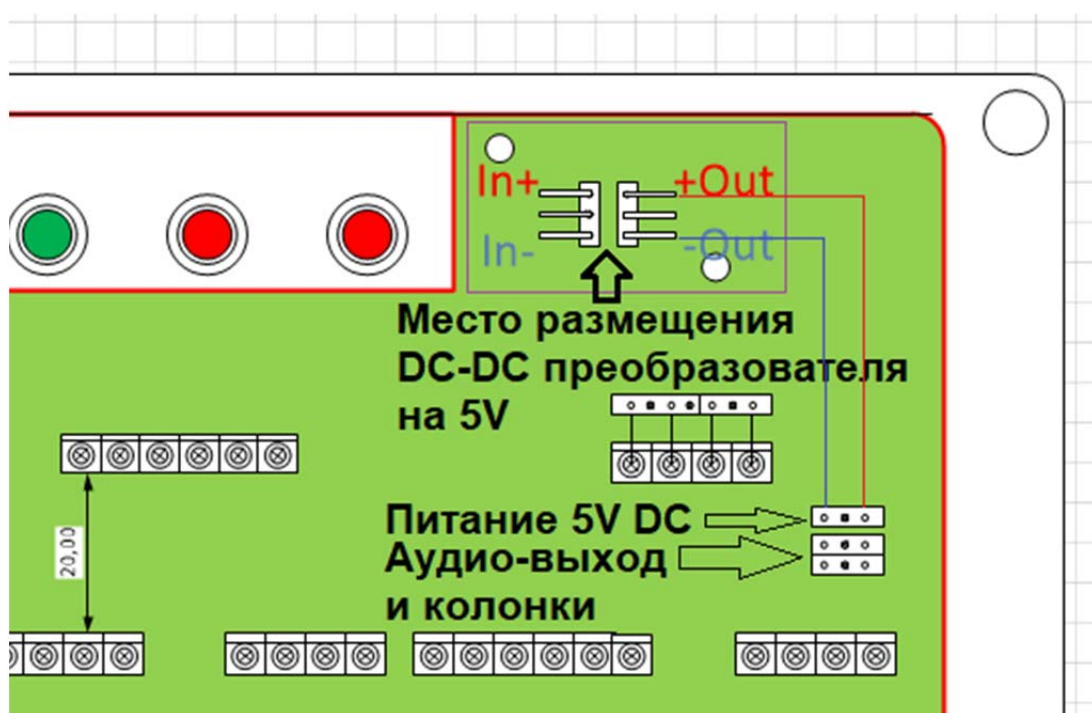 In+
+Out
In-
-Out
Место размещения
DC-DC преобразователя
на 5V
Питание 5V DC
Аудио-выход
и колонки
20,00